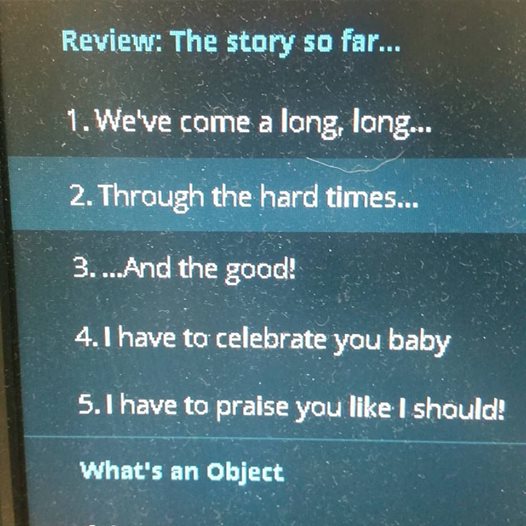 Review: The story so far...
1. We've come a long, long...
2. Through the hard times...
3. ...And the good!
4. I have to celebrate you baby
5. I have to praise you like I should!
What's an Object